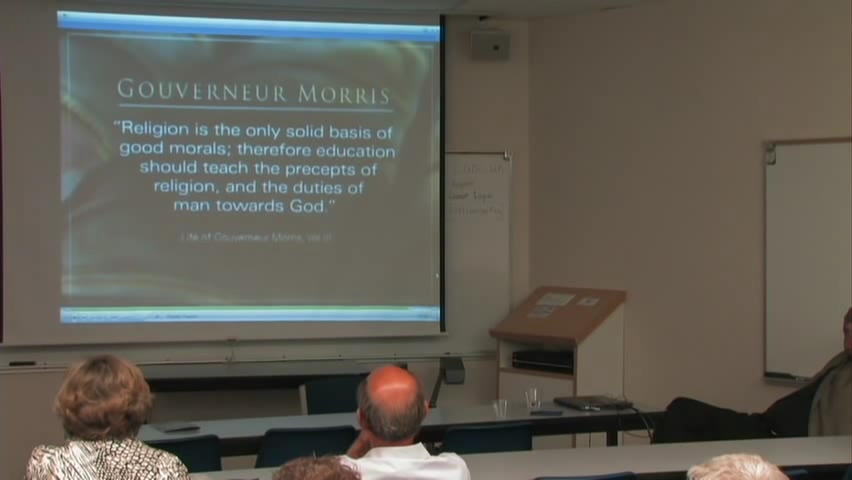 GOUVERNEUR MORRIS
“Religion is the only solid basis of
good morals; therefore education
should teach the precepts of
religion, and the duties of
man towards God.”
Life of Gouverneur Morris, Vol III